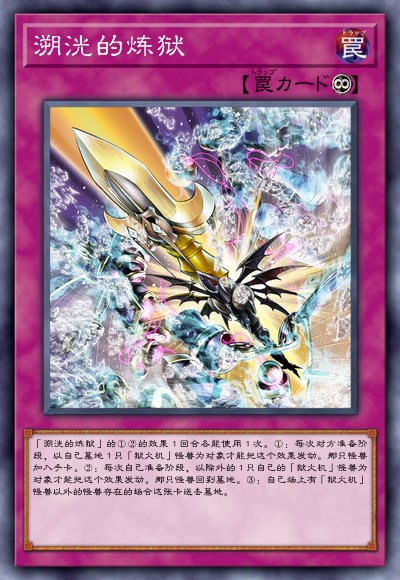 溯洸的炼狱
トラップ
罠
トラップ
【罠カード】
「溯洸的炼狱」的①②的效果１回合各能使用１次。①：每次对方准备阶
段，以自己墓地１只「狱火机」怪兽为对象才能把这个效果发动。那只怪兽
加入手卡。②：每次自己准备阶段，以除外的１只自己的「狱火机」怪兽为
为对象才能把这个效果发动。那只怪兽回到墓地。③：自己场上有「狱火机」
怪兽以外的怪兽存在的场合这张卡送去墓地。